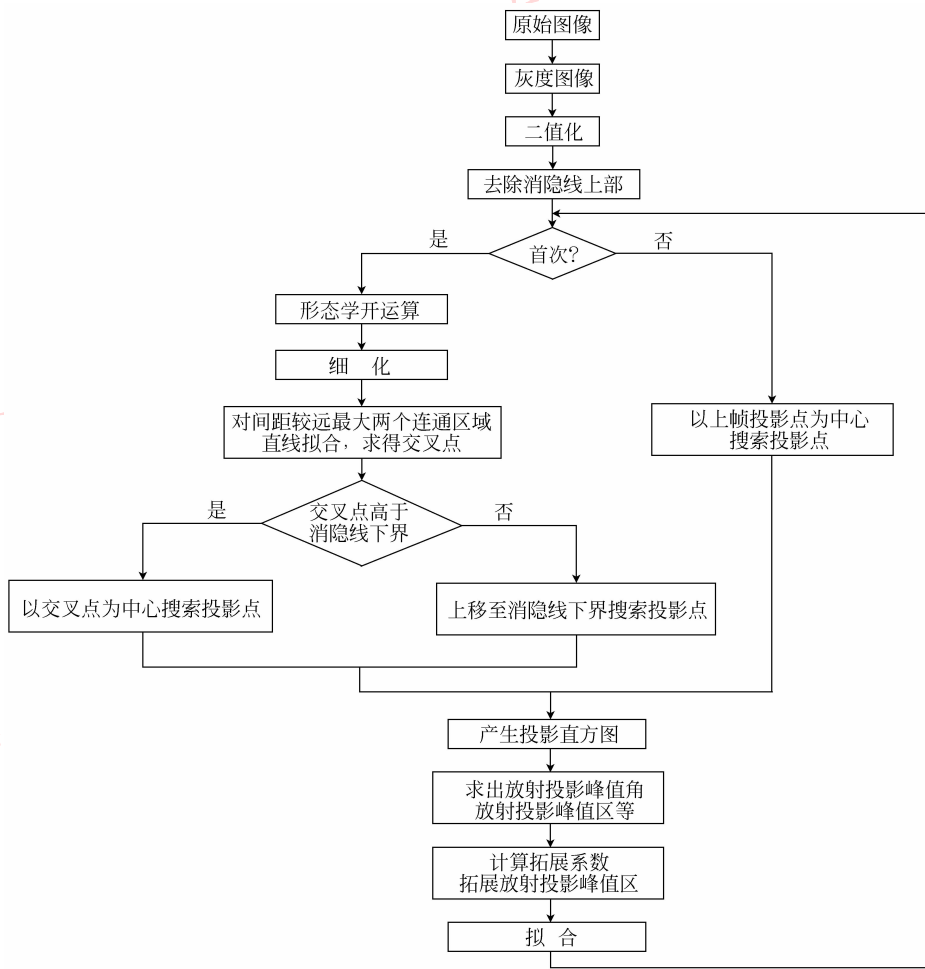 原始图像
灰度图像
二值化
去除消隐线上部
首次?
是
否
形态学开运算
细 化
对间距较远最大两个连通区域
直线拟合，求得交叉点
以上帧投影点为中心
搜索投影点
交叉点高于
消隐线下界
是
否
以交叉点为中心搜索投影点
上移至消隐线下界搜索投影点
产生投影直方图
求出放射投影峰值角
放射投影峰值区等
计算拓展系数
拓展放射投影峰值区
拟 合